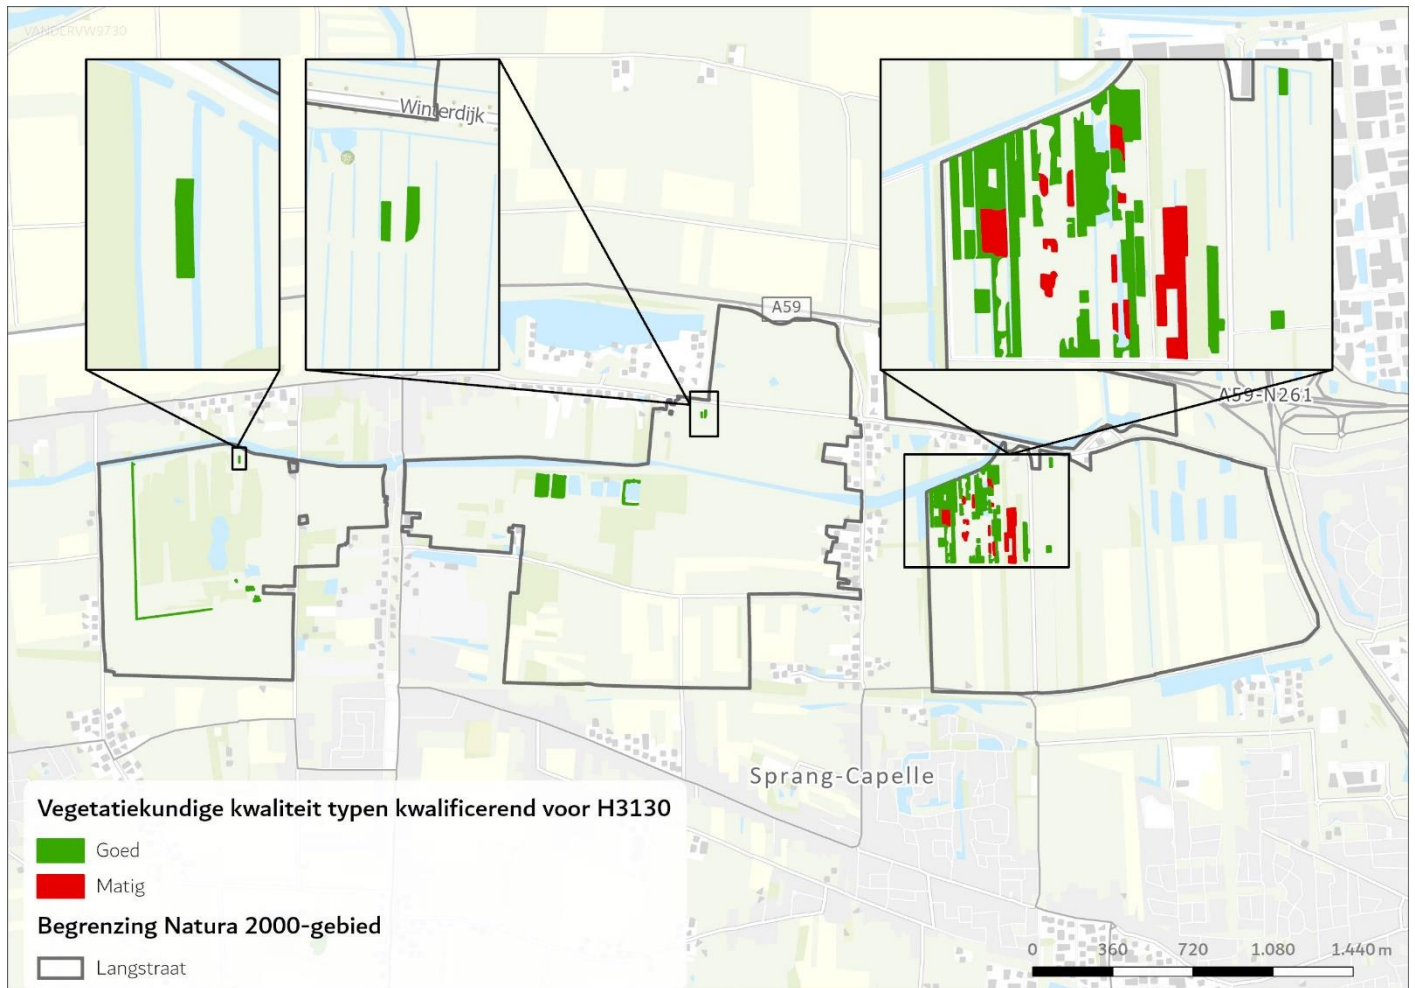 VANDERVW9730
Winterdijk
A59
A59-N261
Sprang-Capelle
Vegetatiekundige kwaliteit typen kwalificerend voor H3130
Goed
Matig
Begrenzing Natura 2000-gebied
Langstraat
0 360 720 1.080 1.440 m